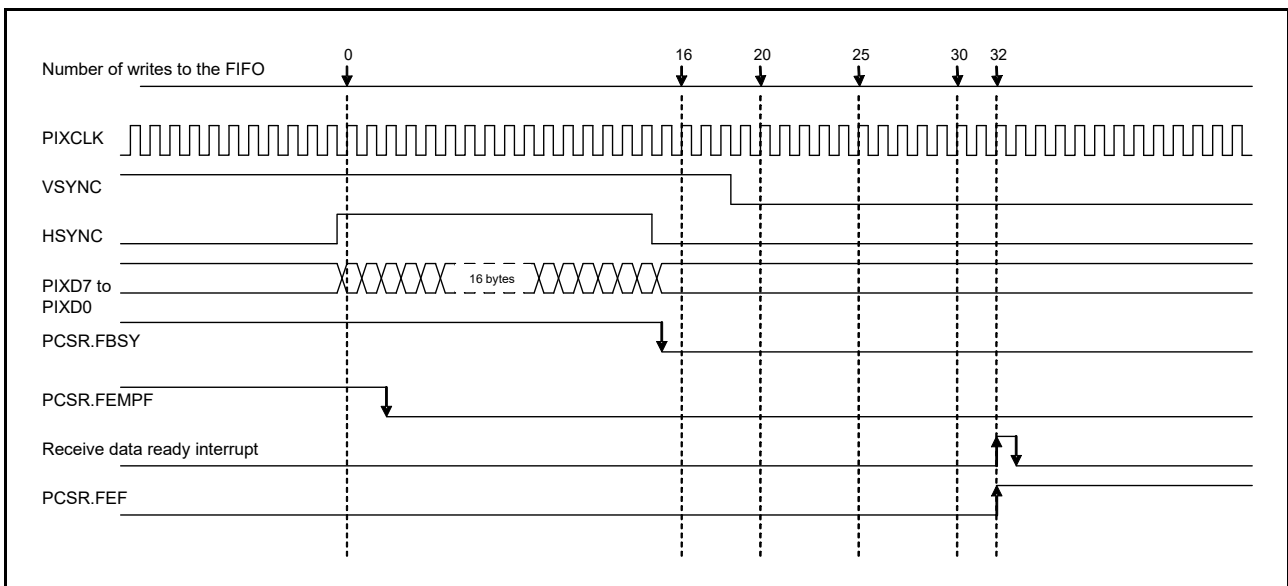 0 16 20 25 30 32
Number of writes to the FIFO
PIXCLK
VSYNC
HSYNC
16 bytes
PIXD7 to
PIXD0
PCSR.FBSY
PCSR.FEMPF
Receive data ready interrupt
PCSR.FEF